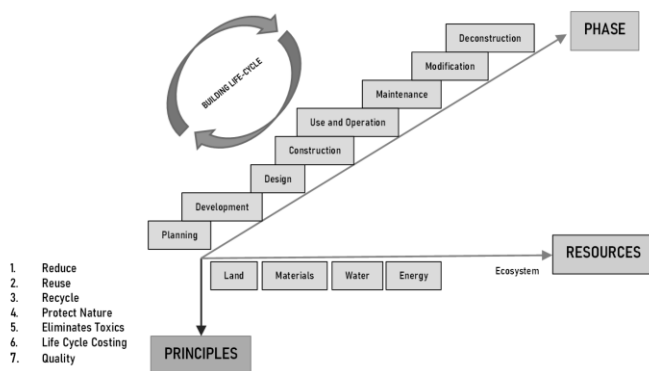 PHASE
Deconstruction
Modification
Maintenance
Use and Operation
Construction
Design
Development
Planning
BUILDING LIFE-CYCLE
RESOURCES
Ecosystem
Land
Materials
Water
Energy
1. Reduce
2. Reuse
3. Recycle
4. Protect Nature
5. Eliminates Toxics
6. Life Cycle Costing
7. Quality
PRINCIPLES